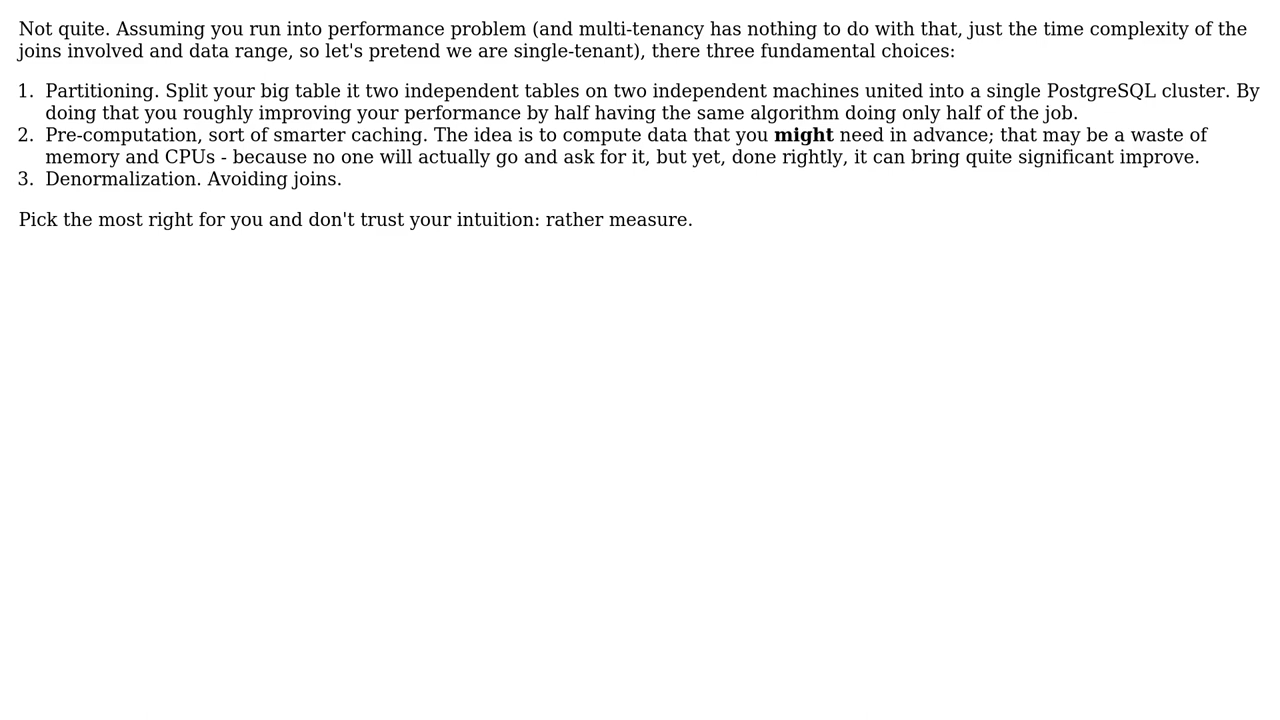 Not quite. Assuming you run into performance problem (and multi-tenancy has nothing to do with that, just the time complexity of the
joins involved and data range, so let's pretend we are single-tenant), there three fundamental choices:
1. Partitioning. Split your big table it two independent tables on two independent machines united into a single PostgreSQL cluster. By
doing that you roughly improving your performance by half having the same algorithm doing only half of the job.
2. Pre-computation, sort of smarter caching. The idea is to compute data that you might need in advance; that may be a waste of
memory and CPUs - because no one will actually go and ask for it, but yet, done rightly, it can bring quite significant improve.
3. Denormalization. Avoiding joins.
Pick the most right for you and don't trust your intuition: rather measure.